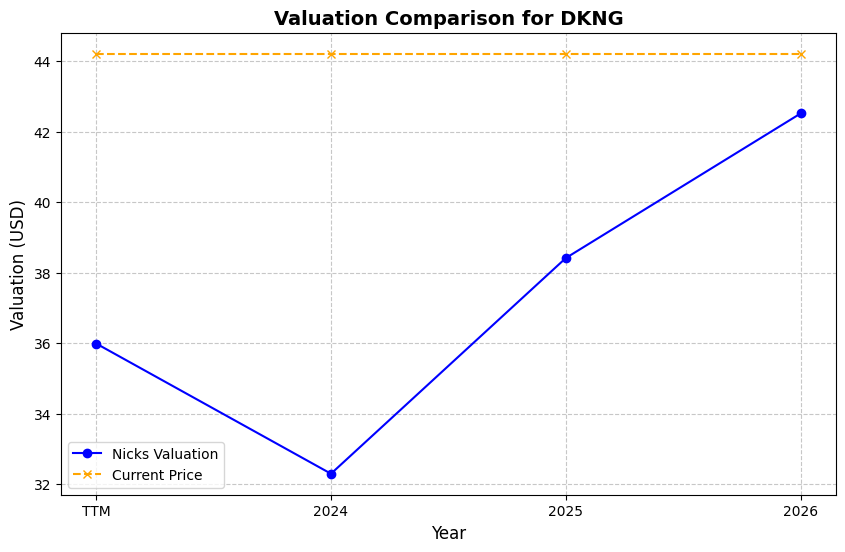 Valuation Comparison for DKNG
Valuation (USD)
44
42
40
38
36
34
32
Nicks Valuation
Current Price
TTM 2024 2025 2026
Year